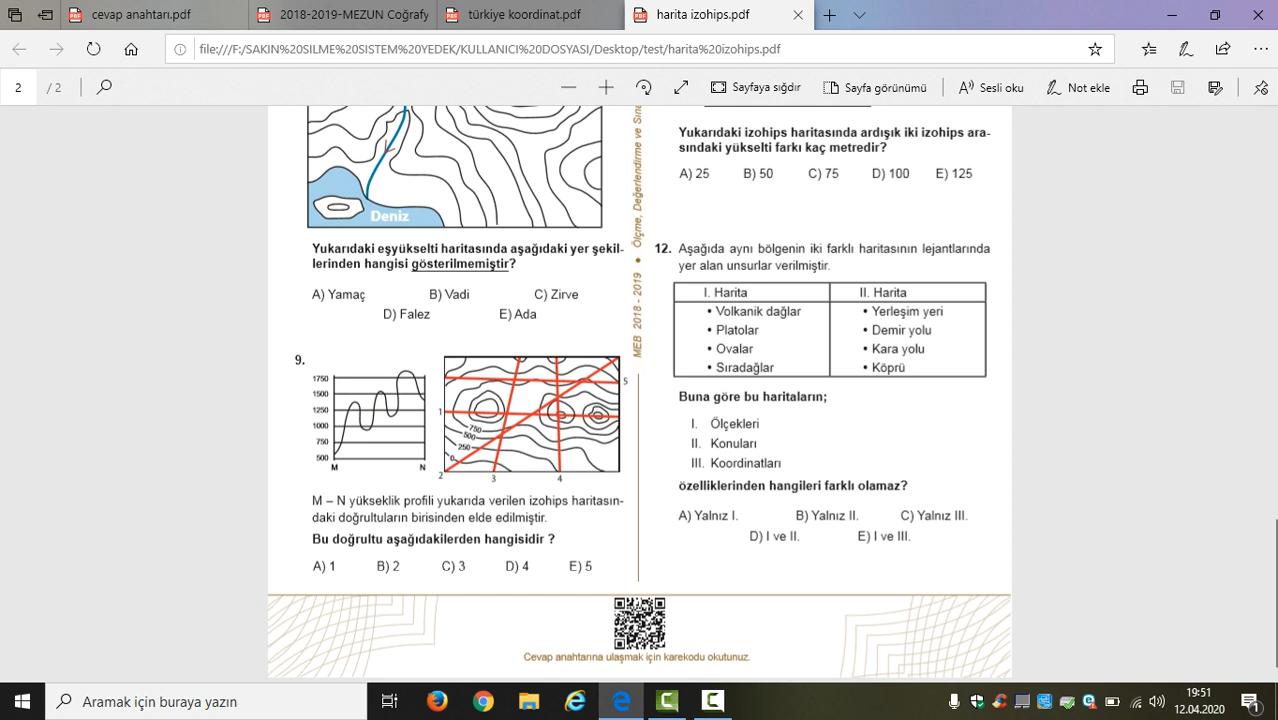 cevap anahtarı.pdf
2018-2019-MEZUN Coğrafy
türkiye koordinat.pdf
harita izohips.pdf
file:///F:/SAKIN%20SILME%20SISTEM%20YEDEK/KULLANICI%20DOSYASI/Desktop/test/harita%20izohips.pdf
2 / 2
Sayfaya sığdır
Sayfa görünümü
Sesli oku
Not ekle
Deniz
Yukarıdaki eşyükselti haritasında aşağıdaki yer şekil-
lerinden hangisi gösterilmemiştir?
A) Yamaç B) Vadi C) Zirve
D) Falez E) Ada
9.
1750
1500
1250
1000
750
500
M N
750
500
250
0
1
2
3
4
5
M – N yükseklik profili yukarıda verilen izohips haritasın-
daki doğrultuların birisinden elde edilmiştir.
Bu doğrultu aşağıdakilerden hangisidir ?
A) 1 B) 2 C) 3 D) 4 E) 5
MEB 2018 - 2019 • Ölçme, Değerlendirme ve
Yukarıdaki izohips haritasında ardışık iki izohips ara-
sındaki yükselti farkı kaç metredir?
A) 25 B) 50 C) 75 D) 100 E) 125
12. Aşağıda aynı bölgenin iki farklı haritasının lejantlarında
yer alan unsurlar verilmiştir.
I. Harita II. Harita
• Volkanik dağlar • Yerleşim yeri
• Platolar • Demir yolu
• Ovalar • Kara yolu
• Sıradağlar • Köprü
Buna göre bu haritaların;
I. Ölçekleri
II. Konuları
III. Koordinatları
özelliklerinden hangileri farklı olamaz?
A) Yalnız I. B) Yalnız II. C) Yalnız III.
D) I ve II. E) I ve III.
Cevap anahtarına ulaşmak için karekodu okutunuz.
Aramak için buraya yazın
19:51
12.04.2020